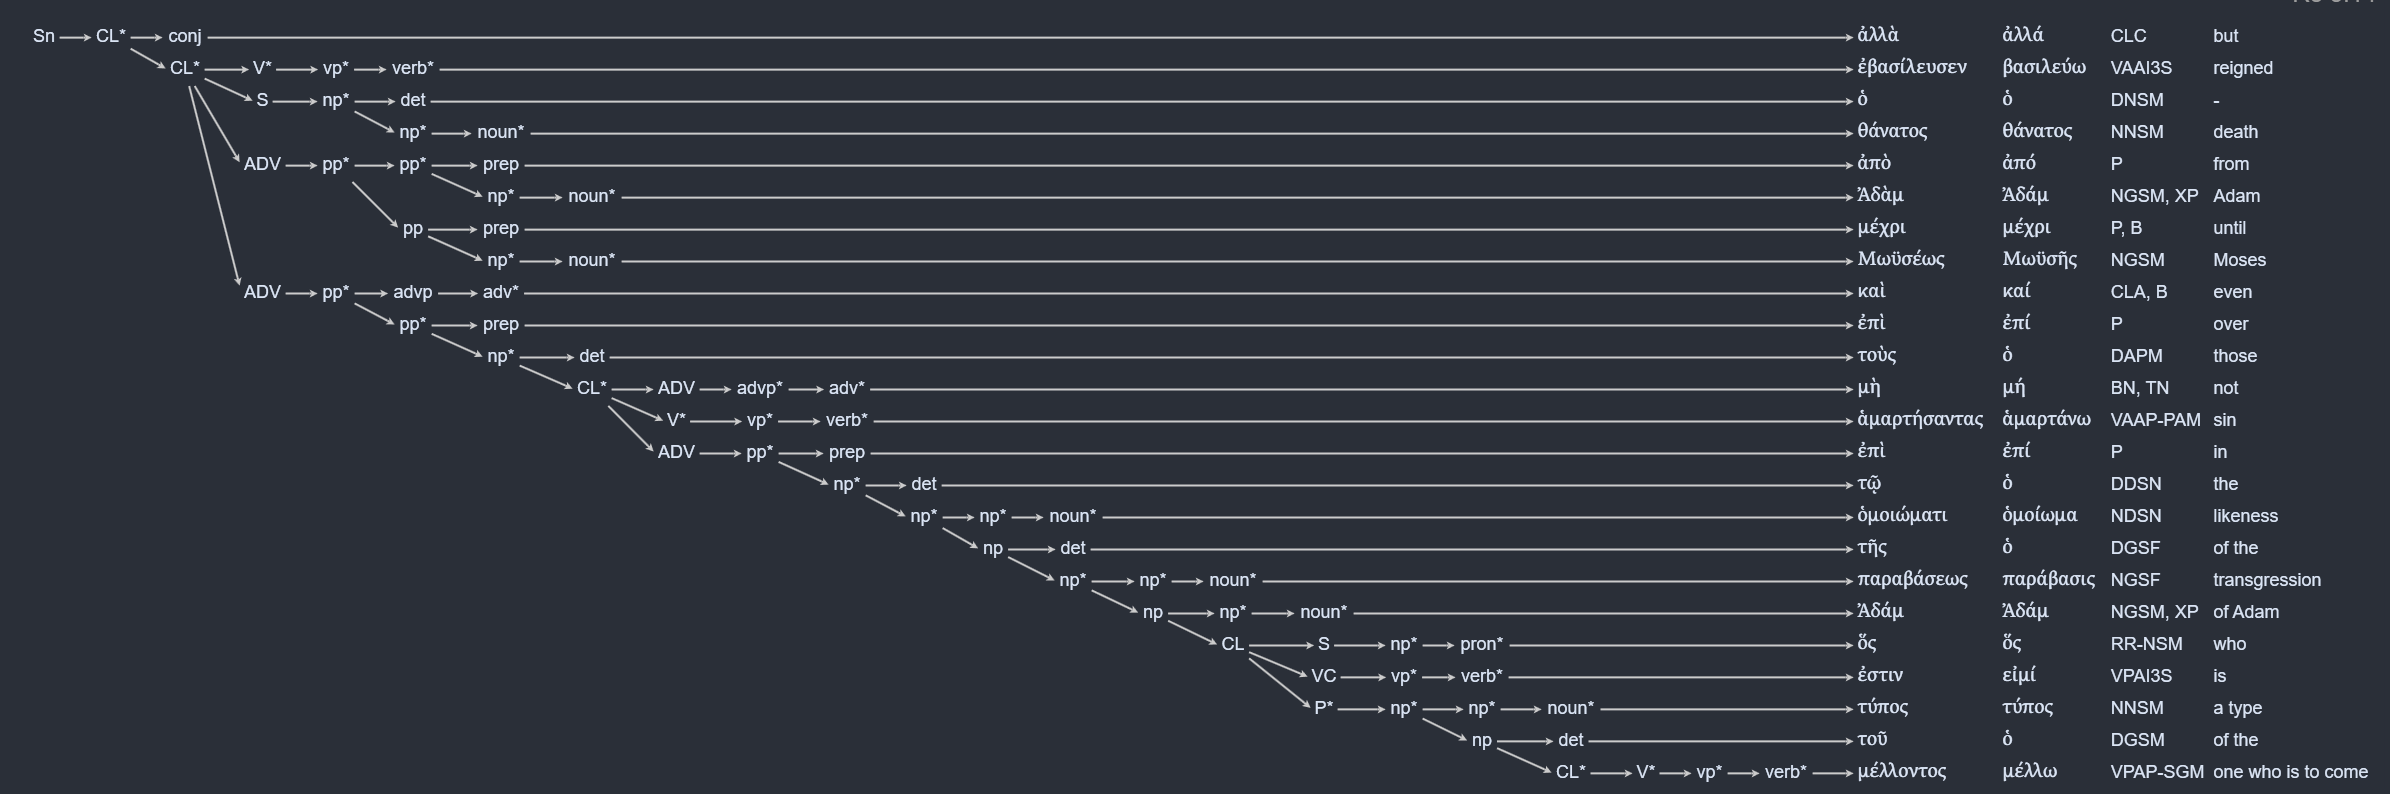 Sn CL* conj ἀλλὰ ἀλλά CLC but
CL* V* vp* verb* ἐβασίλευσεν βασιλεύω VAAI3S reigned
S np* det ὁ ὁ DNSM -
np* noun* θάνατος θάνατος NNSM death
ADV pp* pp* prep ἀπὸ ἀπό P from
np* noun* Ἀδὰμ Ἀδάμ NGSM, XP Adam
pp prep μέχρι μέχρι P, B until
np* noun* Μωϋσέως Μωϋσῆς NGSM Moses
ADV pp* advp adv* καὶ καί CLA, B even
pp* prep ἐπὶ ἐπί P over
np* det τοὺς ὁ DAPM those
CL* ADV advp* adv* μὴ μή BN, TN not
V* vp* verb* ἁμαρτήσαντας ἁμαρτάνω VAAP-PAM sin
ADV pp* prep ἐπὶ ἐπί P in
np* det τῷ ὁ DDSN the
np* np* noun* ὁμοιώματι ὁμοίωμα NDSN likeness
np det τῆς ὁ DGSF of the
np* np* noun* παραβάσεως παράβασις NGSF transgression
np np* noun* Ἀδάμ Ἀδάμ NGSM, XP of Adam
CL S np* pron* ὅς ὅς RR-NSM who
VC vp* verb* ἐστιν εἰμί VPAI3S is
P* np* np* noun* τύπος τύπος NNSM a type
np det τοῦ ὁ DGSM of the
CL* V* vp* verb* μέλλοντος μέλλω VPAP-SGM one who is to come